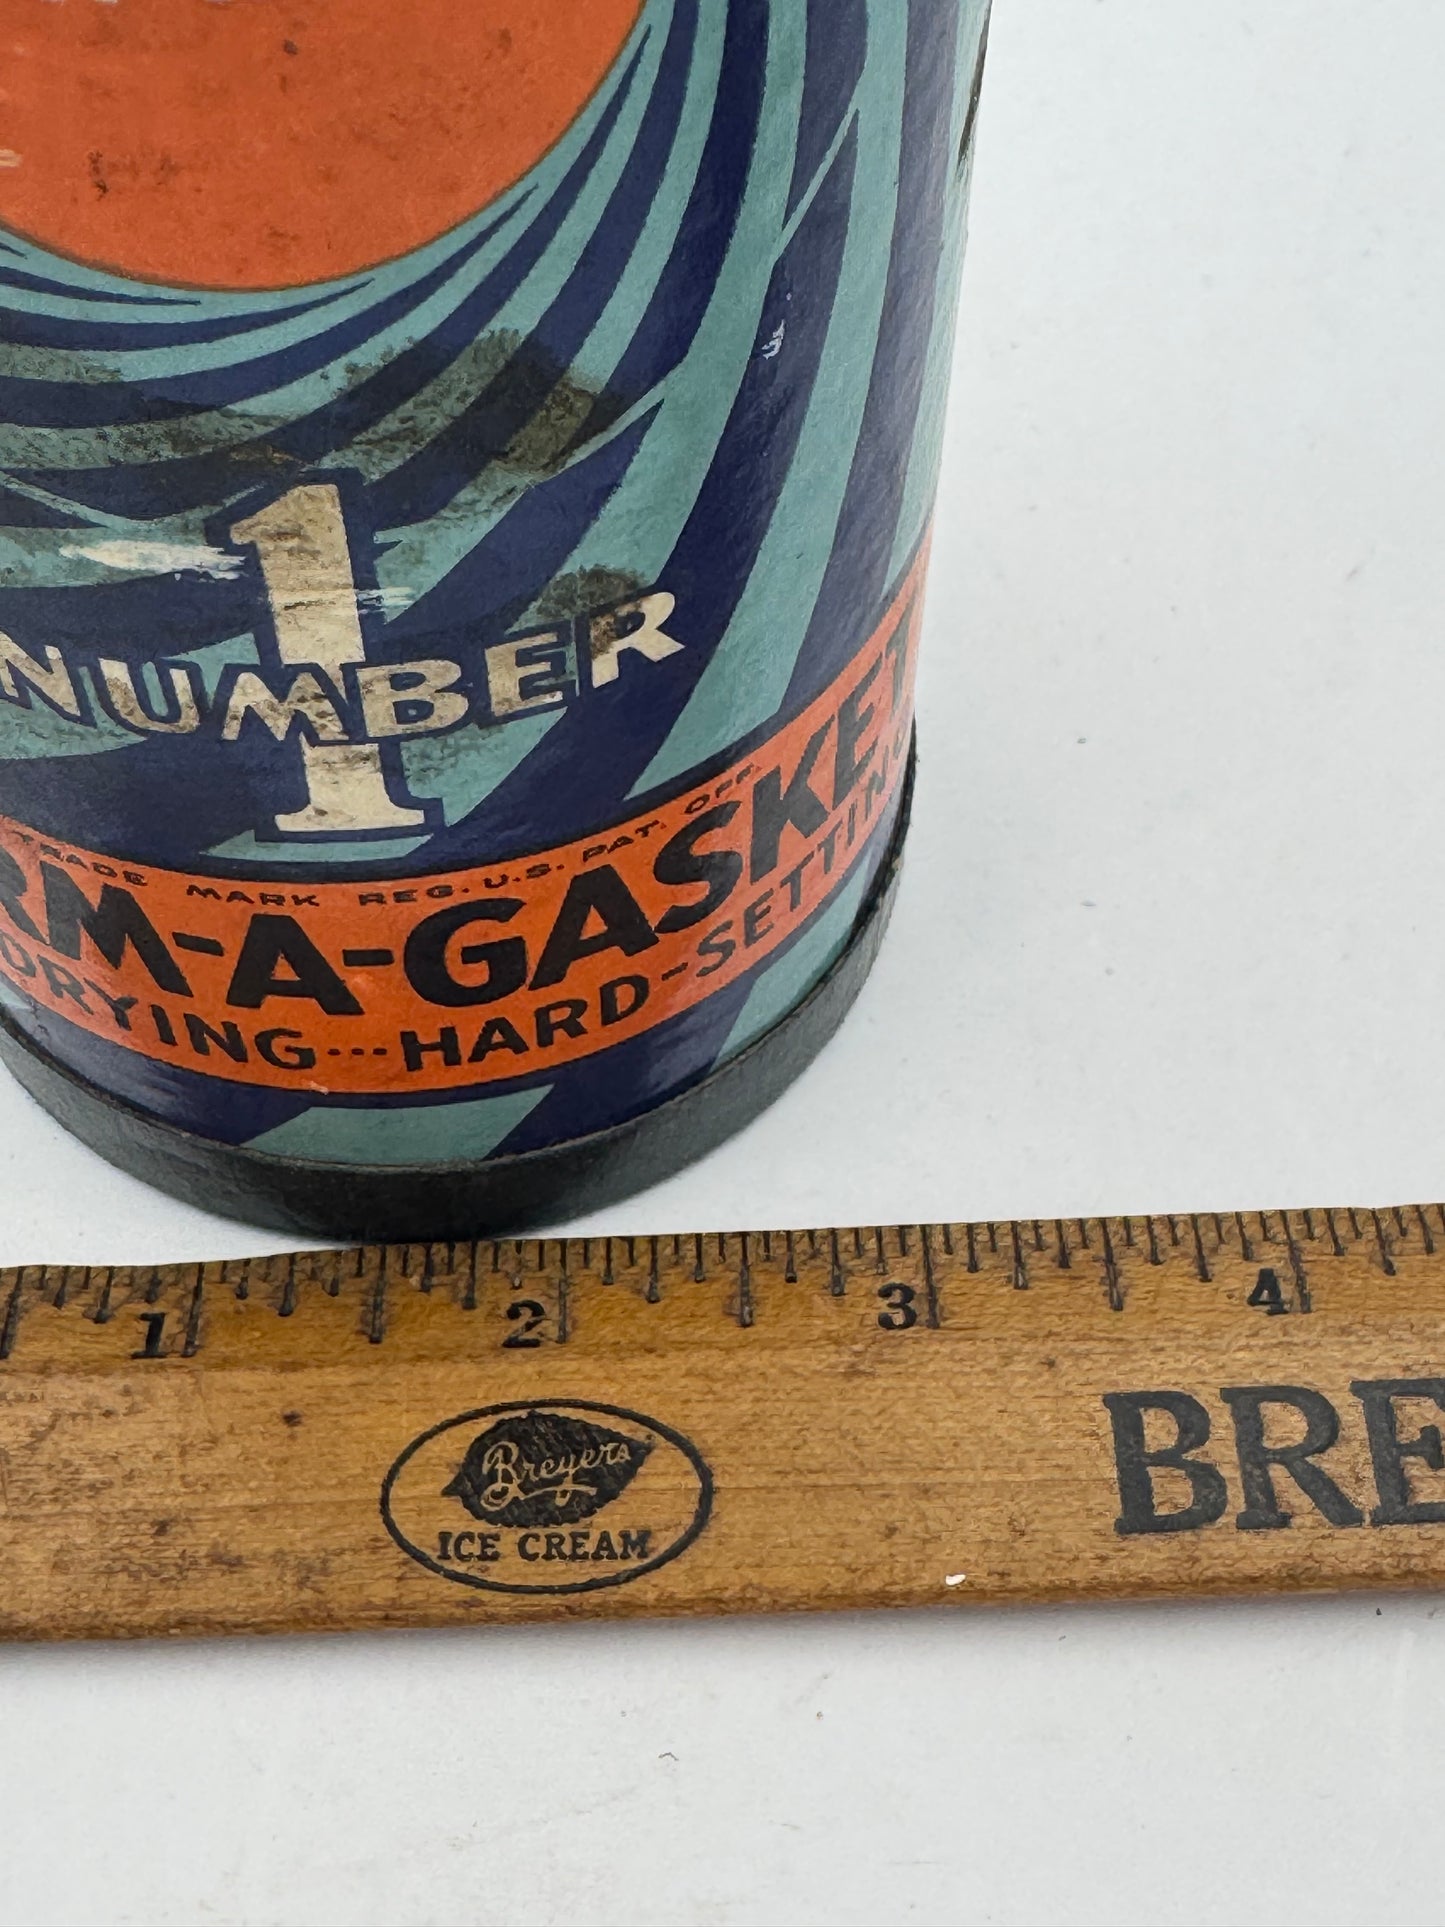 1
NUMBER
TRADE MARK REG. U.S. PAT. OFF.
RM-A-GASKET
DRYING...HARD-SETTING
1 2 3 4
Breyers
ICE CREAM
BRE